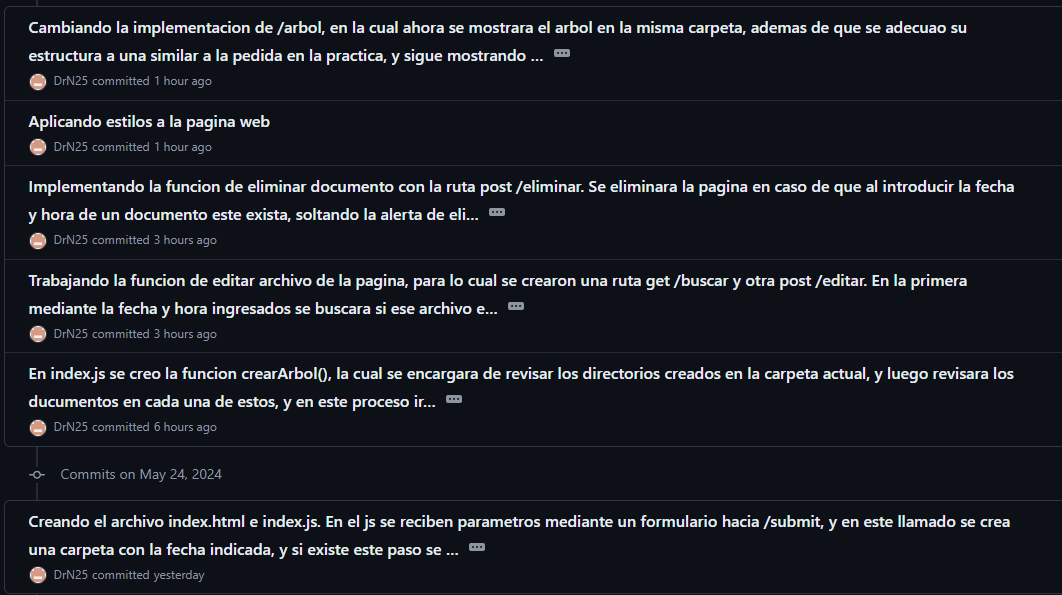 Cambiando la implementacion de /arbol, en la cual ahora se mostrara el arbol en la misma carpeta, ademas de que se adecuao su
estructura a una similar a la pedida en la practica, y sigue mostrando ...
DrN25 committed 1 hour ago
Aplicando estilos a la pagina web
DrN25 committed 1 hour ago
Implementando la funcion de eliminar documento con la ruta post /eliminar. Se eliminara la pagina en caso de que al introducir la fecha
y hora de un documento este exista, soltando la alerta de eli...
DrN25 committed 3 hours ago
Trabajando la funcion de editar archivo de la pagina, para lo cual se crearon una ruta get /buscar y otra post /editar. En la primera
mediante la fecha y hora ingresados se buscara si ese archivo e...
DrN25 committed 3 hours ago
En index.js se creo la funcion crearArbol(), la cual se encargara de revisar los directorios creados en la carpeta actual, y luego revisara los
ducumentos en cada una de estos, y en este proceso ir...
DrN25 committed 6 hours ago
Commits on May 24, 2024
Creando el archivo index.html e index.js. En el js se reciben parametros mediante un formulario hacia /submit, y en este llamado se crea
una carpeta con la fecha indicada, y si existe este paso se ...
DrN25 committed yesterday